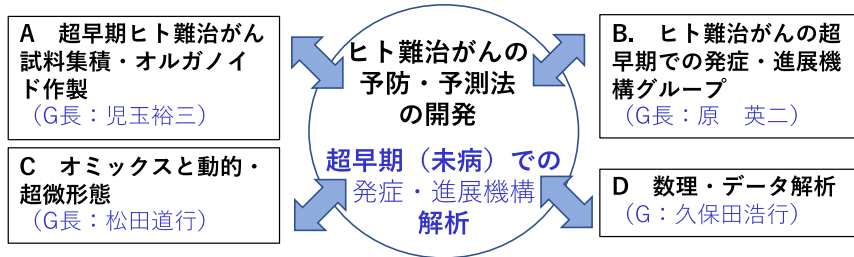 A　超早期ヒト難治がん
試料集積・オルガノイ
ド作製
（G長：児玉裕三）
C　オミックスと動的・
超微形態
（G長：松田道行）
ヒト難治がんの
予防・予測法
の開発
超早期（未病）での
発症・進展機構
解析
B.　ヒト難治がんの超
早期での発症・進展機
構グループ
（G長：原　英二）
D　数理・データ解析
（G：久保田浩行）